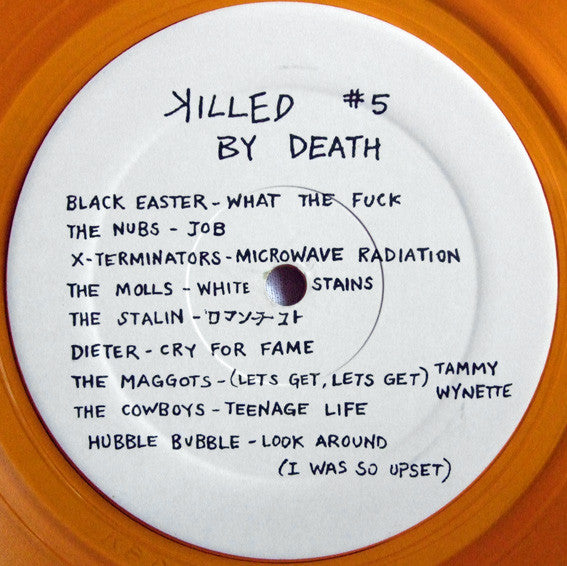 KILLED #5
BY DEATH
BLACK EASTER - WHAT THE FUCK
THE NUBS - JOB
X-TERMINATORS - MICROWAVE RADIATION
THE MOLLS - WHITE STAINS
THE STALIN - ロマンチスト
DIETER - CRY FOR FAME
THE MAGGOTS - (LETS GET, LETS GET) TAMMY
WYNETTE
THE COWBOYS - TEENAGE LIFE
HUBBLE BUBBLE - LOOK AROUND
(I WAS SO UPSET)